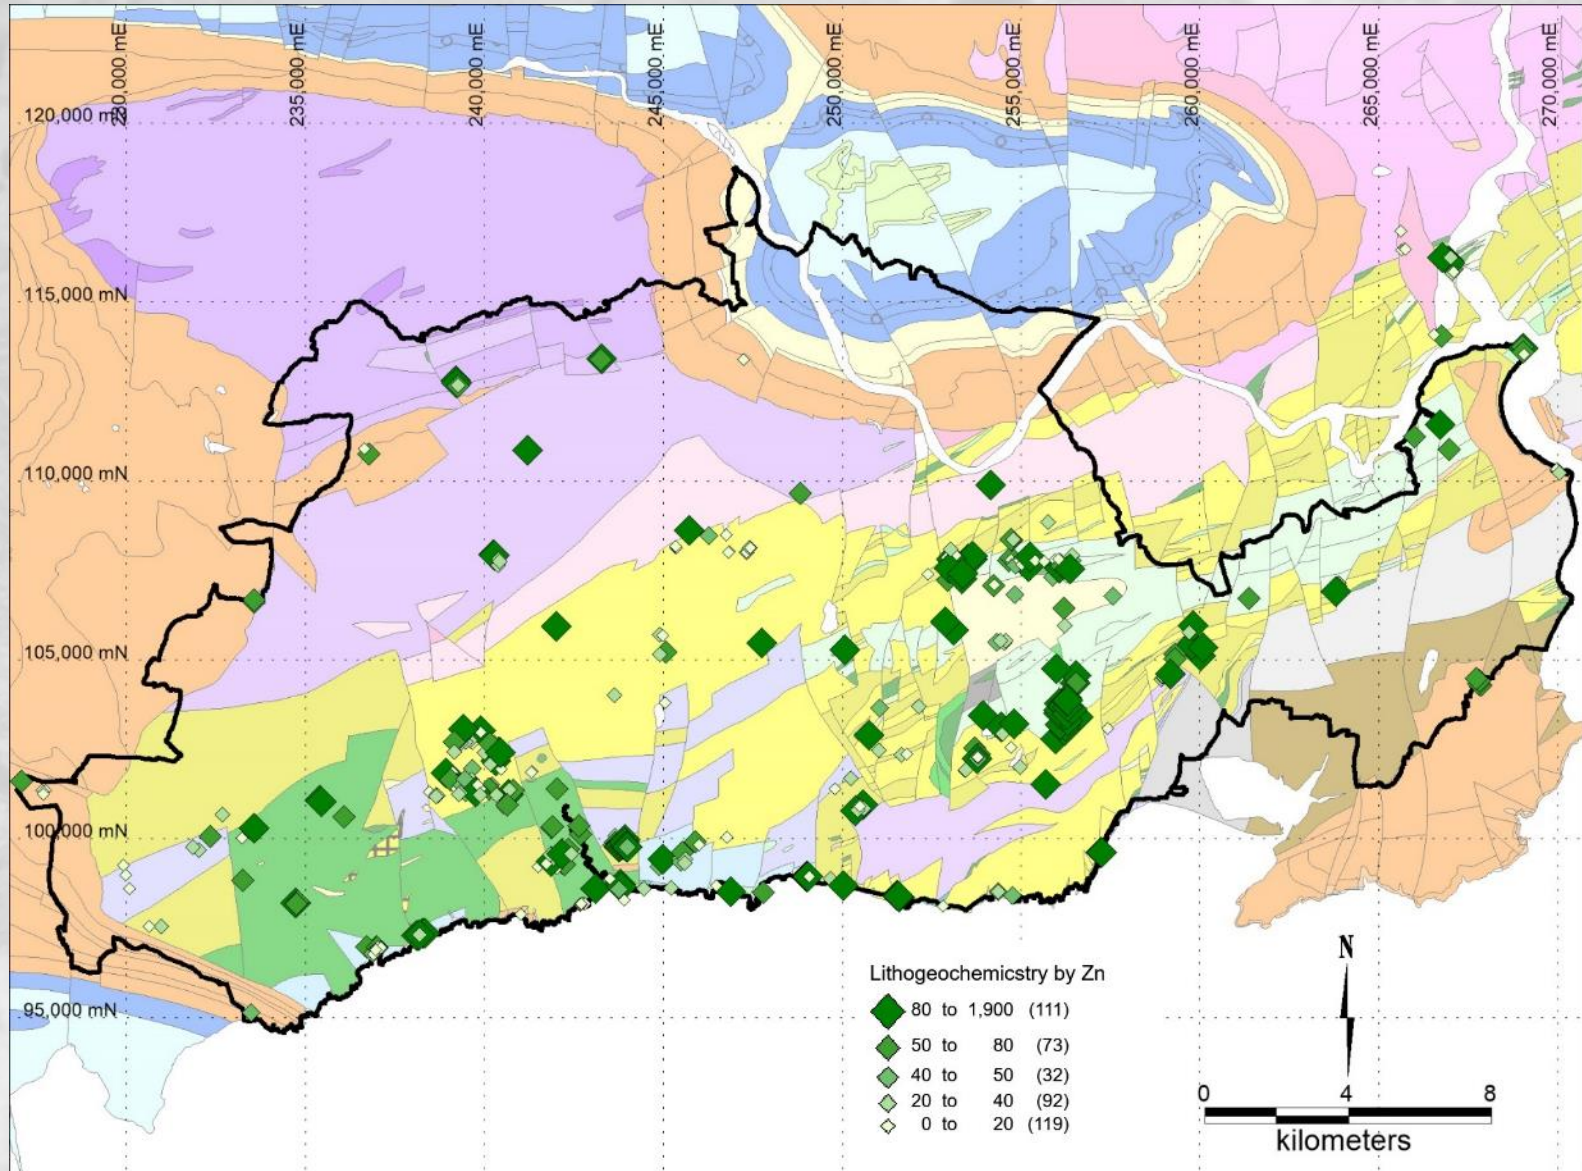 230,000 mE
235,000 mE
240,000 mE
245,000 mE
250,000 mE
255,000 mE
260,000 mE
265,000 mE
270,000 mE
120,000 mN
115,000 mN
110,000 mN
105,000 mN
100,000 mN
95,000 mN
Lithogeochemicstry by Zn
80 to 1,900 (111)
50 to 80 (73)
40 to 50 (32)
20 to 40 (92)
0 to 20 (119)
N
0 4 8
kilometers